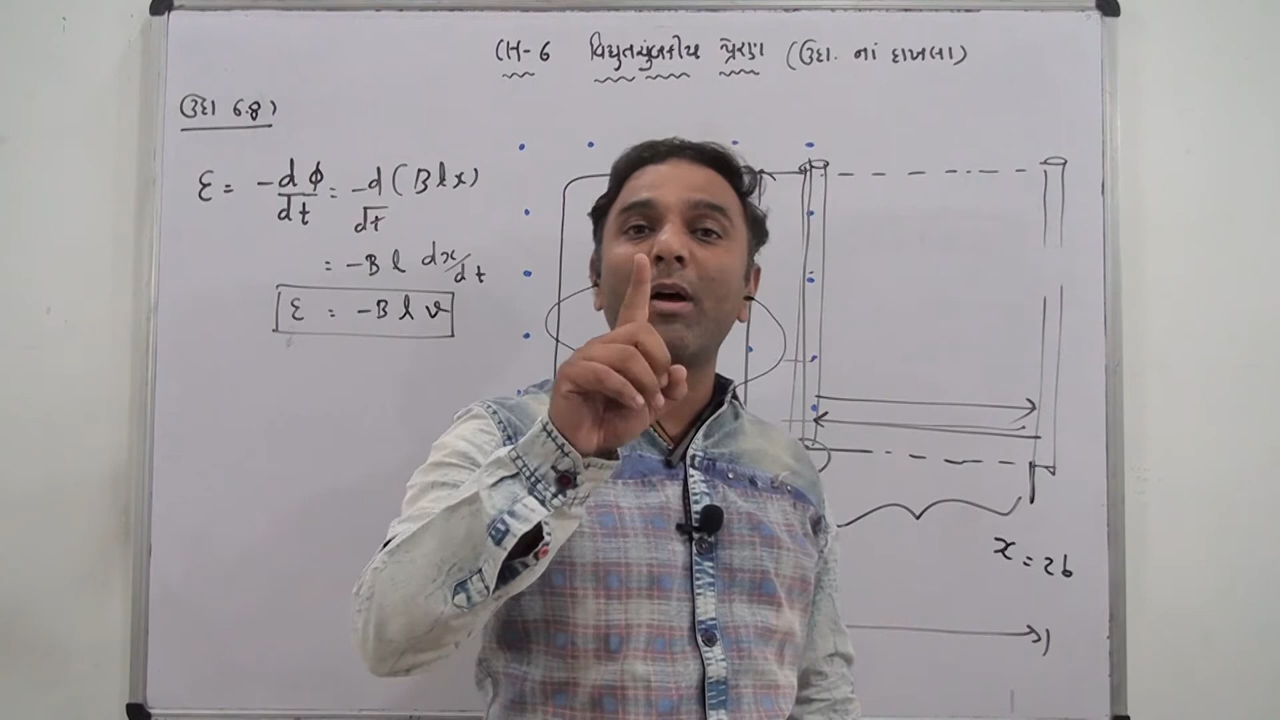 CH-6 વિદ્યુતચુંબકીય પ્રેરણ (ઉદા. નાં દાખલા)
ઉદા 6.8)
ε = -dϕ/dt = -d/dt (Blx)
= -Bl dx/dt
ε = -Blv
x = 2b